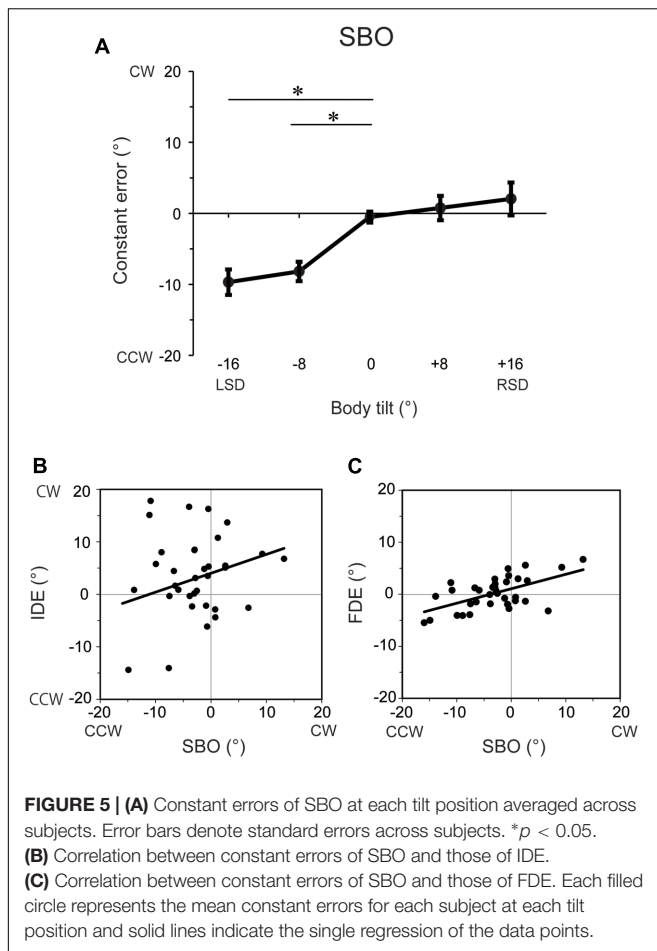 A
SBO
CW 20
*
10
*
Constant error (°)
0
-10
CCW -20
-16 -8 0 +8 +16
LSD RSD
Body tilt (°)
B
CW 20
10
IDE (°)
0
-10
CCW -20
-20 -10 0 10 20
CCW SBO (°) CW
C
20
10
FDE (°)
0
-10
-20
-20 -10 0 10 20
CCW SBO (°) CW
FIGURE 5 | (A) Constant errors of SBO at each tilt position averaged across
subjects. Error bars denote standard errors across subjects. *p < 0.05.
(B) Correlation between constant errors of SBO and those of IDE.
(C) Correlation between constant errors of SBO and those of FDE. Each filled
circle represents the mean constant errors for each subject at each tilt
position and solid lines indicate the single regression of the data points.